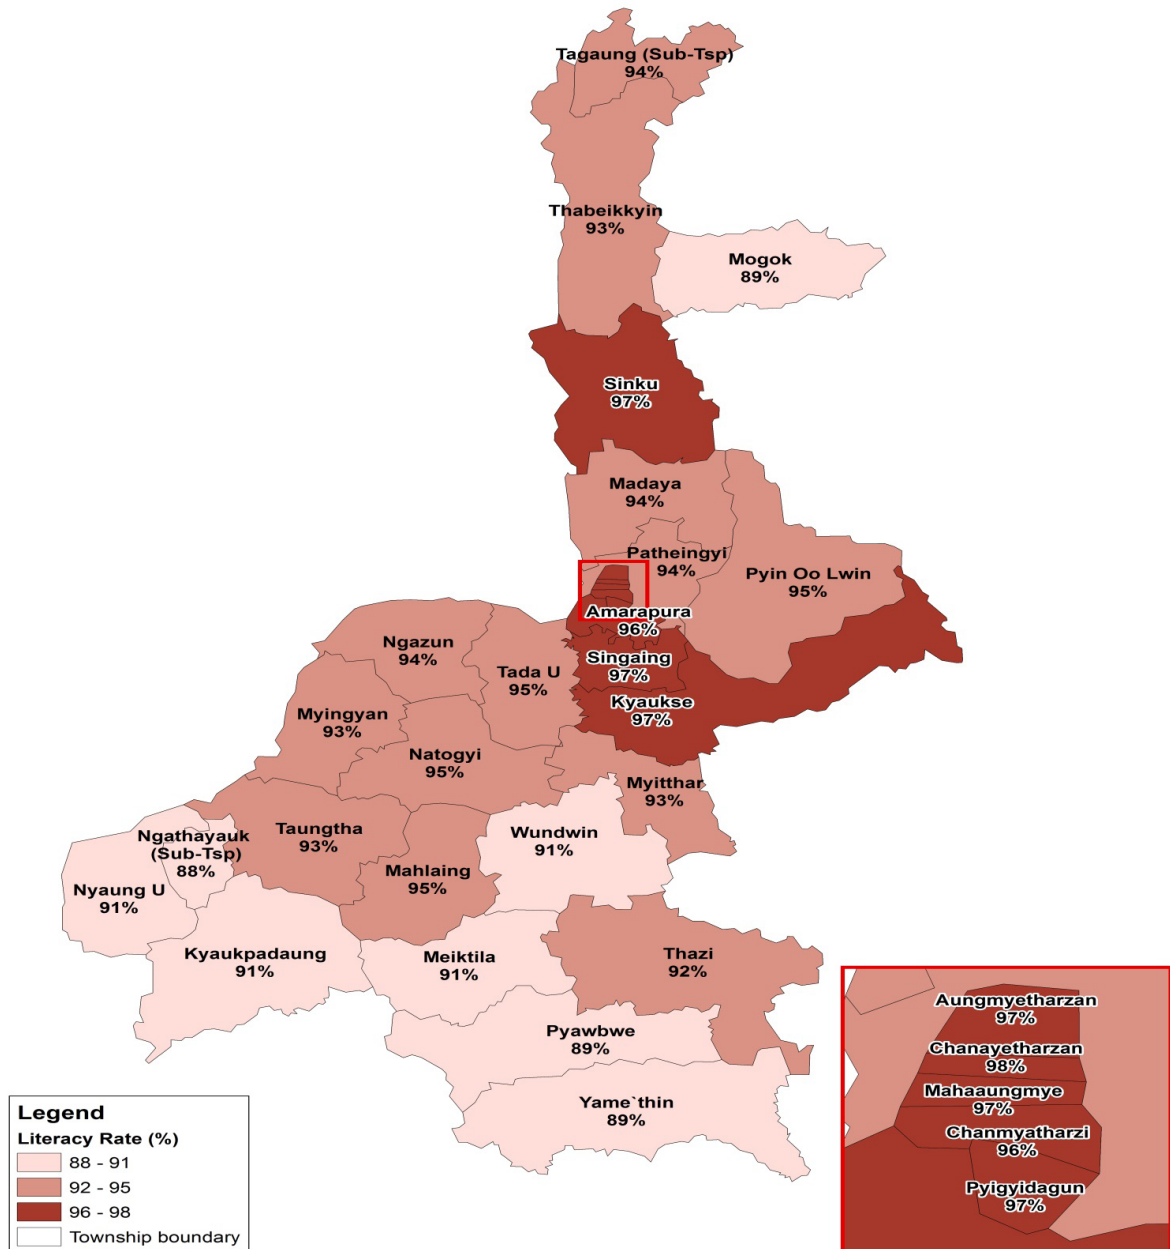 Tagaung (Sub-Tsp)
94%
Thabeikkyin
93%
Mogok
89%
Sinku
97%
Madaya
94%
Patheingyi
94%
Pyin Oo Lwin
95%
Amarapura
96%
Ngazun
94%
Tada U
95%
Singaing
97%
Kyaukse
97%
Myingyan
93%
Natogyi
95%
Myitthar
93%
Ngathayauk
(Sub-Tsp)
88%
Taungtha
93%
Wundwin
91%
Mahlaing
95%
Nyaung U
91%
Kyaukpadaung
91%
Meiktila
91%
Thazi
92%
Pyawbwe
89%
Yame`thin
89%
Aungmyetharzan
97%
Chanayetharzan
98%
Mahaaungmye
97%
Chanmyatharzi
96%
Pyigyidagun
97%
Legend
Literacy Rate (%)
88 - 91
92 - 95
96 - 98
Township boundary